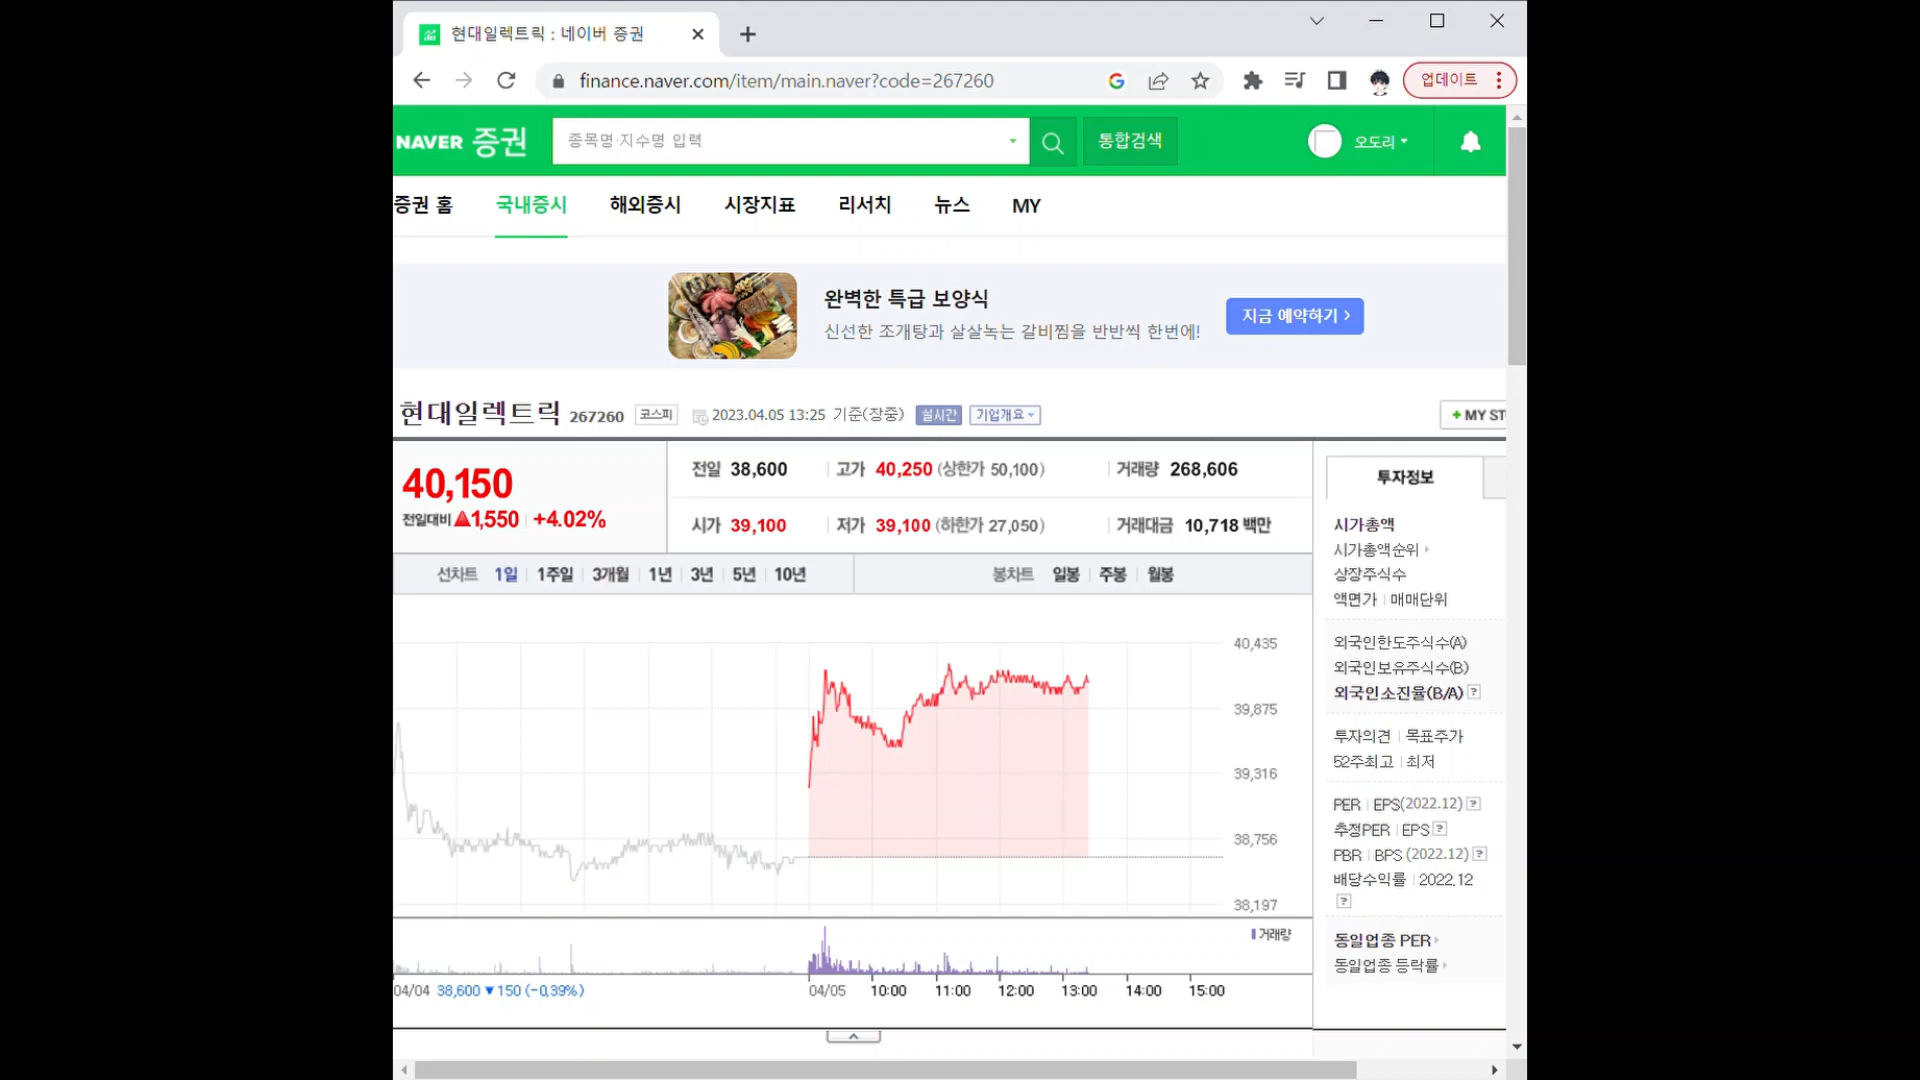 현대일렉트릭 : 네이버 증권
finance.naver.com/item/main.naver?code=267260
업데이트
NAVER 증권
종목명·지수명 입력
통합검색
오도리
증권 홈 국내증시 해외증시 시장지표 리서치 뉴스 MY
완벽한 특급 보양식
신선한 조개탕과 살살녹는 갈비찜을 반반씩 한번에!
지금 예약하기
현대일렉트릭 267260 코스피 2023.04.05 13:25 기준(장중) 실시간 기업개요
+ MY ST
40,150
전일대비 ▲1,550 +4.02%
전일 38,600 고가 40,250 (상한가 50,100) 거래량 268,606
시가 39,100 저가 39,100 (하한가 27,050) 거래대금 10,718 백만
선차트 1일 1주일 3개월 1년 3년 5년 10년
봉차트 일봉 주봉 월봉
40,435
39,875
39,316
38,756
38,197
거래량
04/04 38,600 ▼150 (-0,39%)
04/05 10:00 11:00 12:00 13:00 14:00 15:00
투자정보
시가총액
시가총액순위
상장주식수
액면가 | 매매단위
외국인한도주식수(A)
외국인보유주식수(B)
외국인소진율(B/A) ?
투자의견 | 목표주가
52주최고 | 최저
PER | EPS(2022.12) ?
추정PER | EPS ?
PBR | BPS (2022.12) ?
배당수익률 | 2022.12
?
동일업종 PER
동일업종 등락률